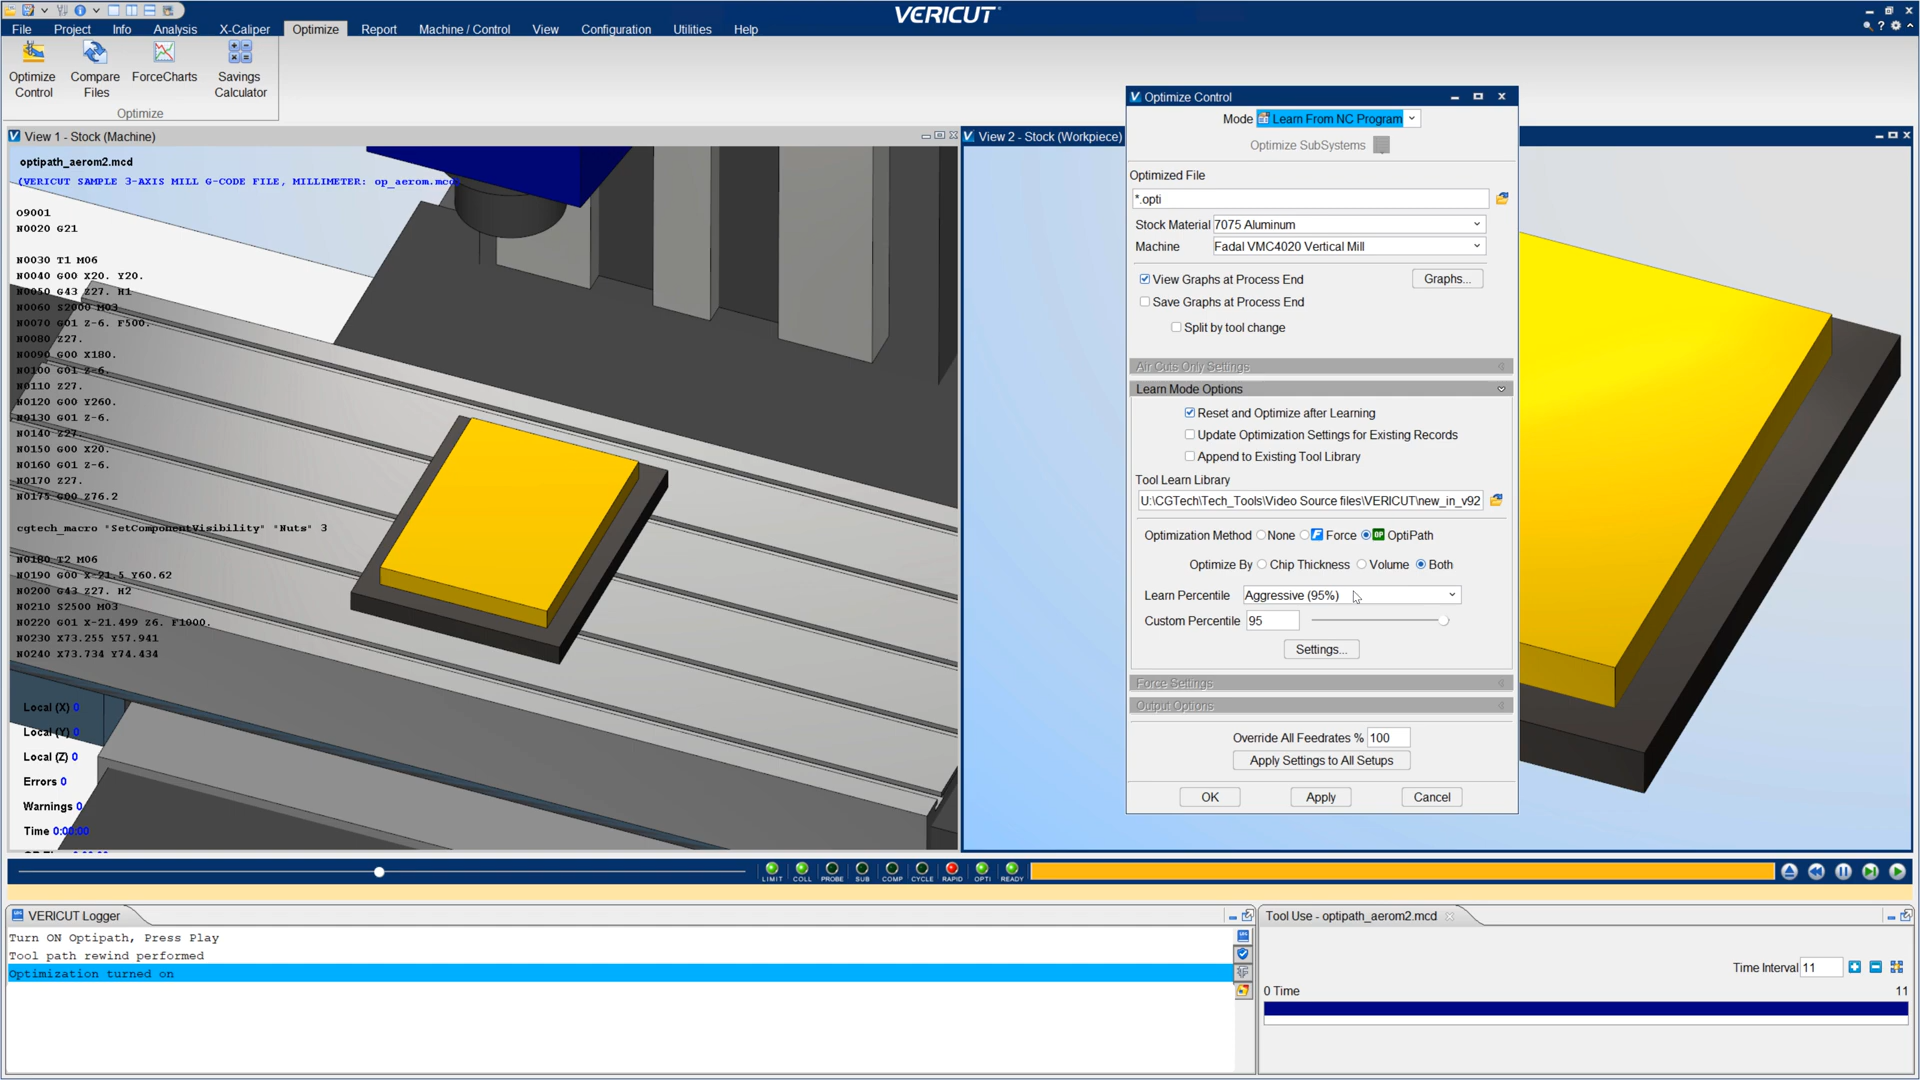 VERICUT
File Project Info Analysis X-Caliper Optimize Report Machine / Control View Configuration Utilities Help
Optimize Control
Compare Files
ForceCharts
Savings Calculator
Optimize
View 1 - Stock (Machine)
optipath_aerom2.mcd
(VERICUT SAMPLE 3-AXIS MILL G-CODE FILE, MILLIMETER: op_aerom.mcd
O9001
N0020 G21
N0030 T1 M06
N0040 G00 X20. Y20.
N0050 G43 Z27. H1
N0060 S2000 M03
N0070 G01 Z-6. F500.
N0080 Z27.
N0090 G00 X180.
N0100 G01 Z-6.
N0110 Z27.
N0120 G00 Y260.
N0130 G01 Z-6.
N0140 Z27.
N0150 G00 X20.
N0160 G01 Z-6.
N0170 Z27.
N0175 G00 Z76.2
cgtech_macro "SetComponentVisibility" "Nuts" 3
N0180 T2 M06
N0190 G00 X-21.5 Y60.62
N0200 G43 Z27. H2
N0210 S2500 M03
N0220 G01 X-21.499 Z6. F1000.
N0230 X73.255 Y57.941
N0240 X73.734 Y74.434
Local (X) 0
Local (Y) 0
Local (Z) 0
Errors 0
Warnings 0
Time 0:00:00
View 2 - Stock (Workpiece)
Optimize Control
Mode Learn From NC Program
Optimize SubSystems
Optimized File
*.opti
Stock Material 7075 Aluminum
Machine Fadal VMC4020 Vertical Mill
View Graphs at Process End Graphs...
Save Graphs at Process End
Split by tool change
Air Cuts Only Settings
Learn Mode Options
Reset and Optimize after Learning
Update Optimization Settings for Existing Records
Append to Existing Tool Library
Tool Learn Library
U:\CGTech\Tech_Tools\Video Source files\VERICUT\new_in_v92
Optimization Method None F Force OP OptiPath
Optimize By Chip Thickness Volume Both
Learn Percentile Aggressive (95%)
Custom Percentile 95
Settings...
Force Settings
Output Options
Override All Feedrates % 100
Apply Settings to All Setups
OK Apply Cancel
LIMIT COLL PROBE SUB COMP CYCLE RAPID OPTI READY
VERICUT Logger
Turn ON Optipath, Press Play
Tool path rewind performed
Optimization turned on
Tool Use - optipath_aerom2.mcd
Time Interval 11
0 Time 11